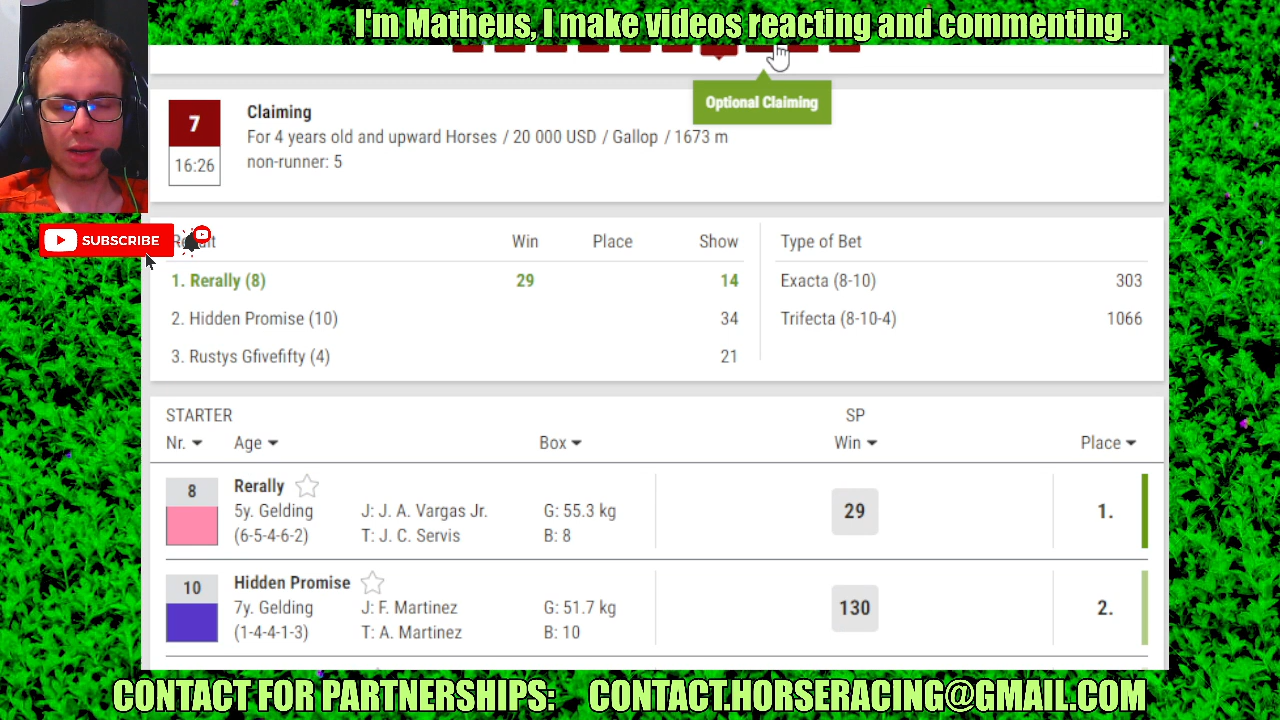 I'm Matheus, I make videos reacting and commenting.
Optional Claiming
7
Claiming
For 4 years old and upward Horses / 20 000 USD / Gallop / 1673 m
16:26
non-runner: 5
SUBSCRIBE
Win
Place
Show
Type of Bet
1. Rerally (8)
29
14
Exacta (8-10)
303
2. Hidden Promise (10)
34
Trifecta (8-10-4)
1066
3. Rustys Gfivefifty (4)
21
STARTER
SP
Nr.
Age
Box
Win
Place
8
Rerally
5y. Gelding
J: J. A. Vargas Jr.
G: 55.3 kg
29
1.
(6-5-4-6-2)
T: J. C. Servis
B: 8
10
Hidden Promise
7y. Gelding
J: F. Martinez
G: 51.7 kg
130
2.
(1-4-4-1-3)
T: A. Martinez
B: 10
CONTACT FOR PARTNERSHIPS: CONTACT.HORSERACING@GMAIL.COM